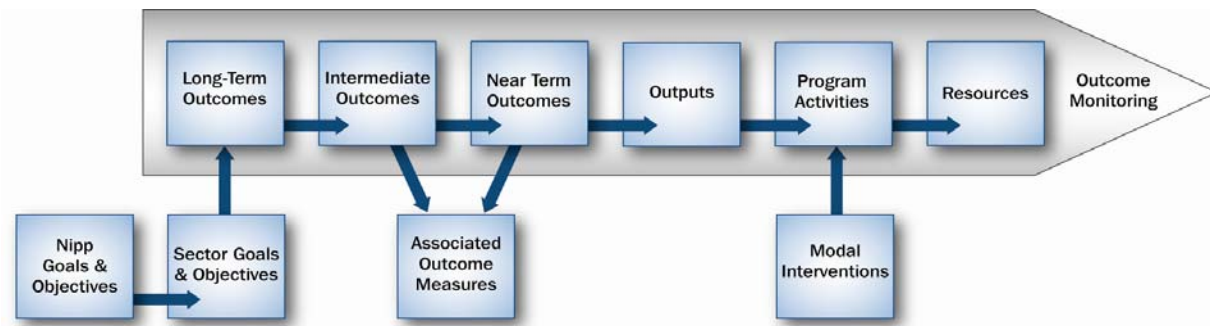 Long-Term
Outcomes
Intermediate
Outcomes
Near Term
Outcomes
Outputs
Program
Activities
Resources
Outcome
Monitoring
Nipp
Goals &
Objectives
Sector Goals
& Objectives
Associated
Outcome
Measures
Modal
Interventions